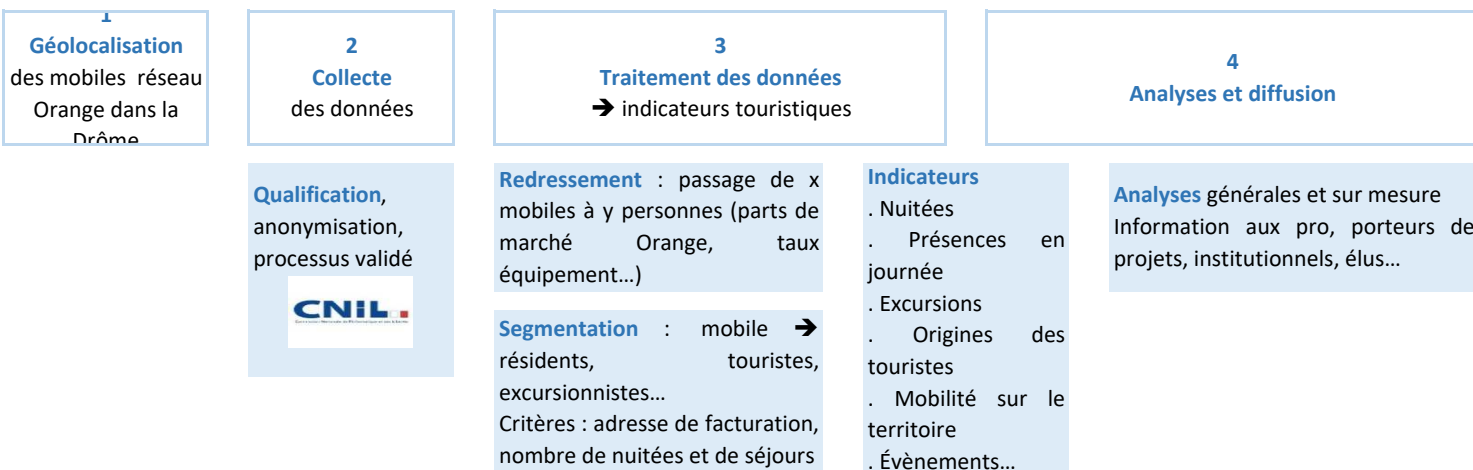 1
Géolocalisation
des mobiles réseau
Orange dans la
Drôme
2
Collecte
des données
3
Traitement des données
➔ indicateurs touristiques
4
Analyses et diffusion
Qualification,
anonymisation,
processus validé
CNIL
Redressement : passage de x
mobiles à y personnes (parts de
marché Orange, taux
équipement…)
Segmentation : mobile ➔
résidents, touristes,
excursionnistes…
Critères : adresse de facturation,
nombre de nuitées et de séjours
Indicateurs
. Nuitées
. Présences en
journée
. Excursions
. Origines des
touristes
. Mobilité sur le
territoire
. Évènements…
Analyses générales et sur mesure
Information aux pro, porteurs de
projets, institutionnels, élus…